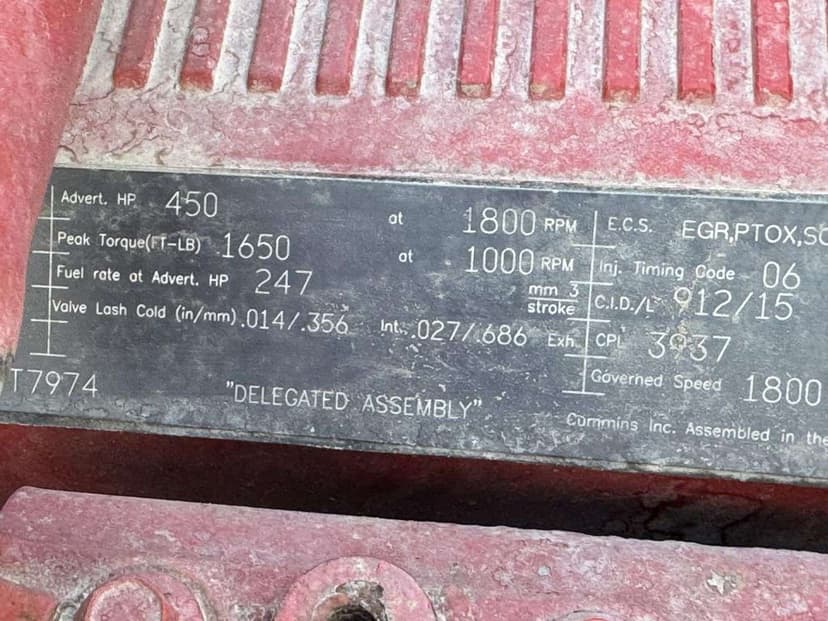 Advert. HP 450 at 1800 RPM E.C.S. EGR,PTOX,SC
Peak Torque(FT-LB) 1650 at 1000 RPM Inj. Timing Code 06
Fuel rate at Advert. HP 247 mm 3 stroke C.I.D./L 912/15
Valve Lash Cold (in/mm) .014/.356 Int. .027/.686 Exh. CPL 3937
Governed Speed 1800
T7974 "DELEGATED ASSEMBLY"
Cummins Inc. Assembled in the